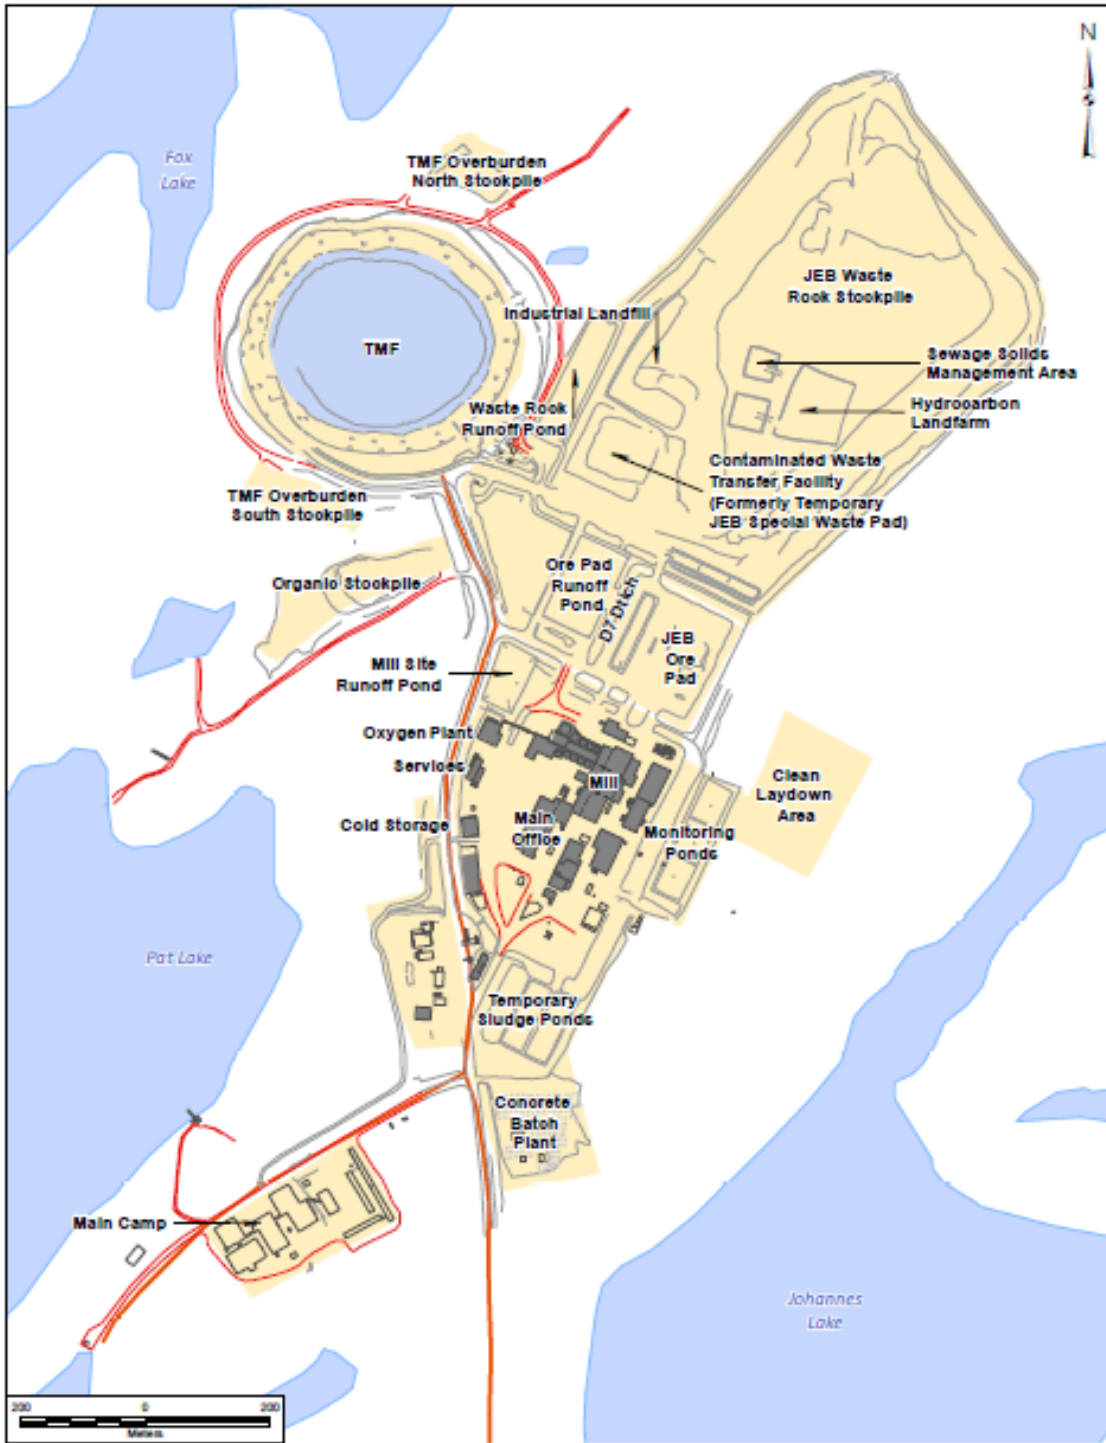 N
Fox
Lake
TMF Overburden
North Stockpile
JEB Waste
Rock Stockpile
Industrial Landfill
TMF
Sewage Solids
Management Area
Waste Rock
Runoff Pond
Hydrocarbon
Landfarm
Contaminated Waste
Transfer Facility
(Formerly Temporary
JEB Special Waste Pad)
TMF Overburden
South Stockpile
Organic Stockpile
Ore Pad
Runoff
Pond
D7 Ditch
JEB
Ore
Pad
Mill Site
Runoff Pond
Oxygen Plant
Services
Mill
Clean
Laydown
Area
Cold Storage
Main
Office
Monitoring
Ponds
Pat Lake
Temporary
Sludge Ponds
Concrete
Batch
Plant
Main Camp
Johannes
Lake
200 0 200
Meters